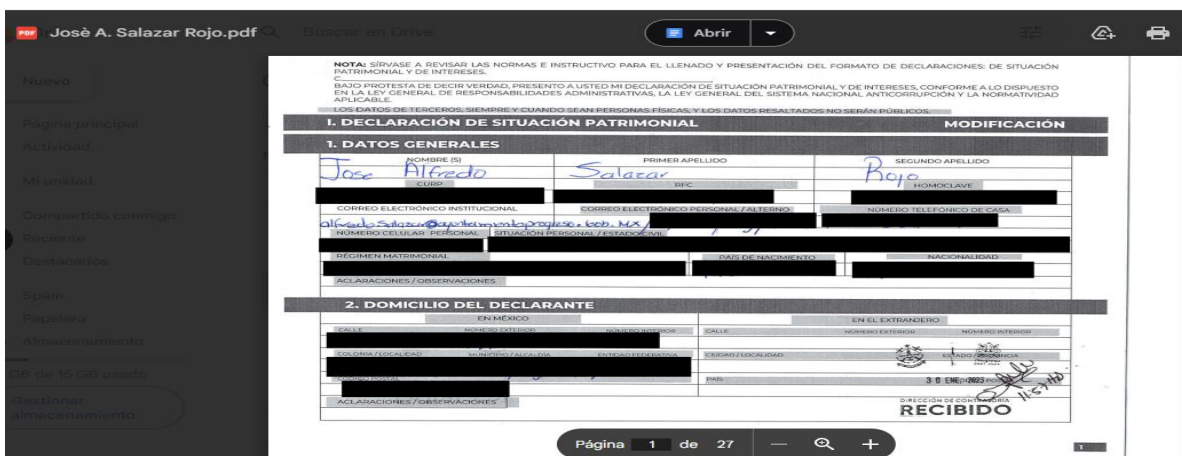 PDF Josè A. Salazar Rojo.pdf Buscar en Drive Abrir
Nuevo
Página principal
Actividad
Mi unidad
Compartido conmigo
Reciente
Destacados
Spam
Papelera
Almacenamiento
GB de 15 GB usado
Gestionar
almacenamiento
NOTA: SÍRVASE A REVISAR LAS NORMAS E INSTRUCTIVO PARA EL LLENADO Y PRESENTACIÓN DEL FORMATO DE DECLARACIONES: DE SITUACIÓN
PATRIMONIAL Y DE INTERESES.
C.
BAJO PROTESTA DE DECIR VERDAD, PRESENTO A USTED MI DECLARACIÓN DE SITUACIÓN PATRIMONIAL Y DE INTERESES, CONFORME A LO DISPUESTO
EN LA LEY GENERAL DE RESPONSABILIDADES ADMINISTRATIVAS, LA LEY GENERAL DEL SISTEMA NACIONAL ANTICORRUPCIÓN Y LA NORMATIVIDAD
APLICABLE.
LOS DATOS DE TERCEROS, SIEMPRE Y CUANDO SEAN PERSONAS FÍSICAS, Y LOS DATOS RESALTADOS NO SERÁN PÚBLICOS.
I. DECLARACIÓN DE SITUACIÓN PATRIMONIAL MODIFICACIÓN
1. DATOS GENERALES
NOMBRE (S) PRIMER APELLIDO SEGUNDO APELLIDO
Jose Alfredo Salazar Rojo
CURP RFC HOMOCLAVE
CORREO ELECTRÓNICO INSTITUCIONAL CORREO ELECTRÓNICO PERSONAL / ALTERNO NÚMERO TELEFÓNICO DE CASA
NÚMERO CELULAR PERSONAL SITUACIÓN PERSONAL / ESTADO CIVIL
RÉGIMEN MATRIMONIAL PAÍS DE NACIMIENTO NACIONALIDAD
ACLARACIONES / OBSERVACIONES
2. DOMICILIO DEL DECLARANTE
EN MÉXICO EN EL EXTRANJERO
CALLE NÚMERO EXTERIOR NÚMERO INTERIOR CALLE NÚMERO EXTERIOR NÚMERO INTERIOR
COLONIA / LOCALIDAD MUNICIPIO / ALCALDÍA ENTIDAD FEDERATIVA CIUDAD / LOCALIDAD ESTADO / PROVINCIA
CÓDIGO POSTAL PAÍS
30 ENE 2023
11:57
ACLARACIONES / OBSERVACIONES DIRECCIÓN DE CONTRALORÍA
RECIBIDO
Página 1 de 27
1